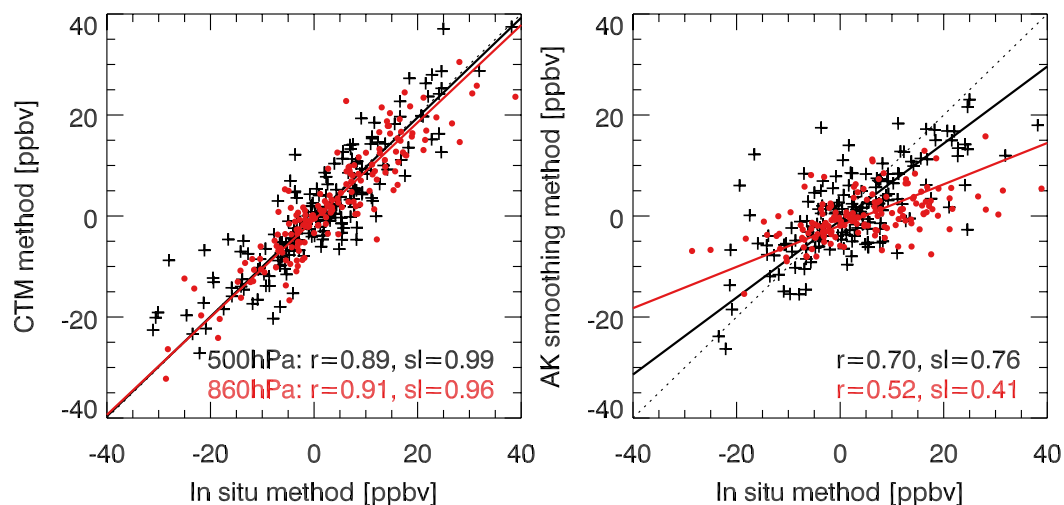 CTM method [ppbv]
40
20
0
-20
-40
500hPa: r=0.89, sl=0.99
860hPa: r=0.91, sl=0.96
-40 -20 0 20 40
In situ method [ppbv]
AK smoothing method [ppbv]
40
20
0
-20
-40
r=0.70, sl=0.76
r=0.52, sl=0.41
-40 -20 0 20 40
In situ method [ppbv]